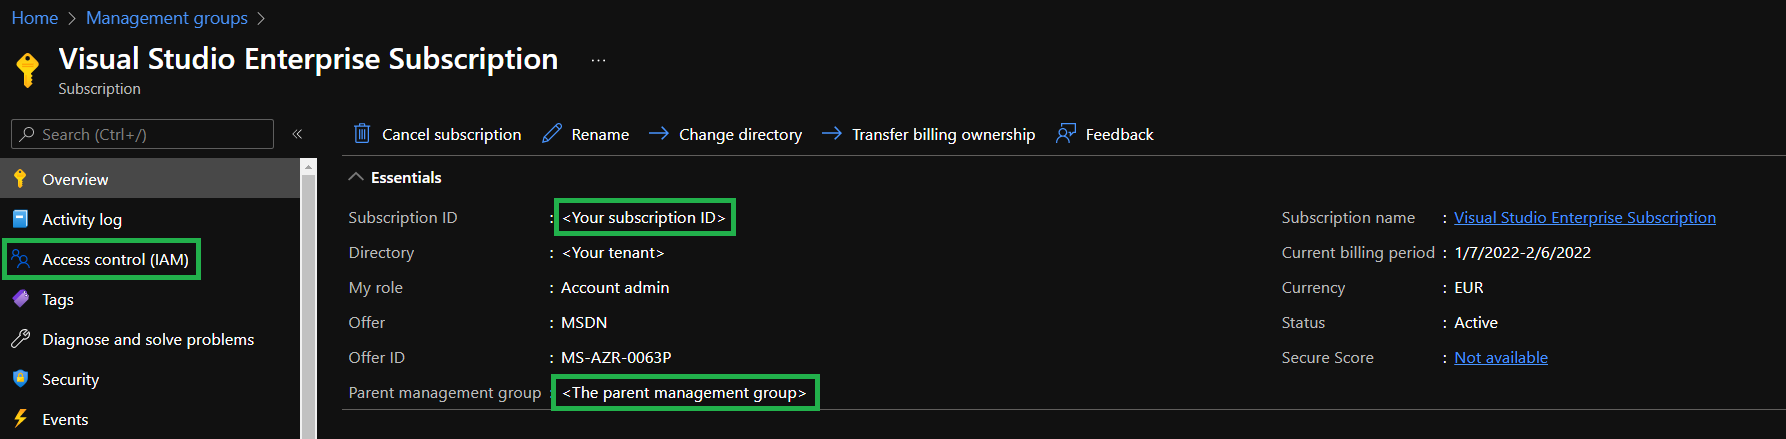 Home > Management groups >
Visual Studio Enterprise Subscription ...
Subscription
Search (Ctrl+/) «
Overview
Activity log
Access control (IAM)
Tags
Diagnose and solve problems
Security
Events
Cancel subscription Rename Change directory Transfer billing ownership Feedback
Essentials
Subscription ID : <Your subscription ID>
Directory : <Your tenant>
My role : Account admin
Offer : MSDN
Offer ID : MS-AZR-0063P
Parent management group : <The parent management group>
Subscription name : Visual Studio Enterprise Subscription
Current billing period : 1/7/2022-2/6/2022
Currency : EUR
Status : Active
Secure Score : Not available